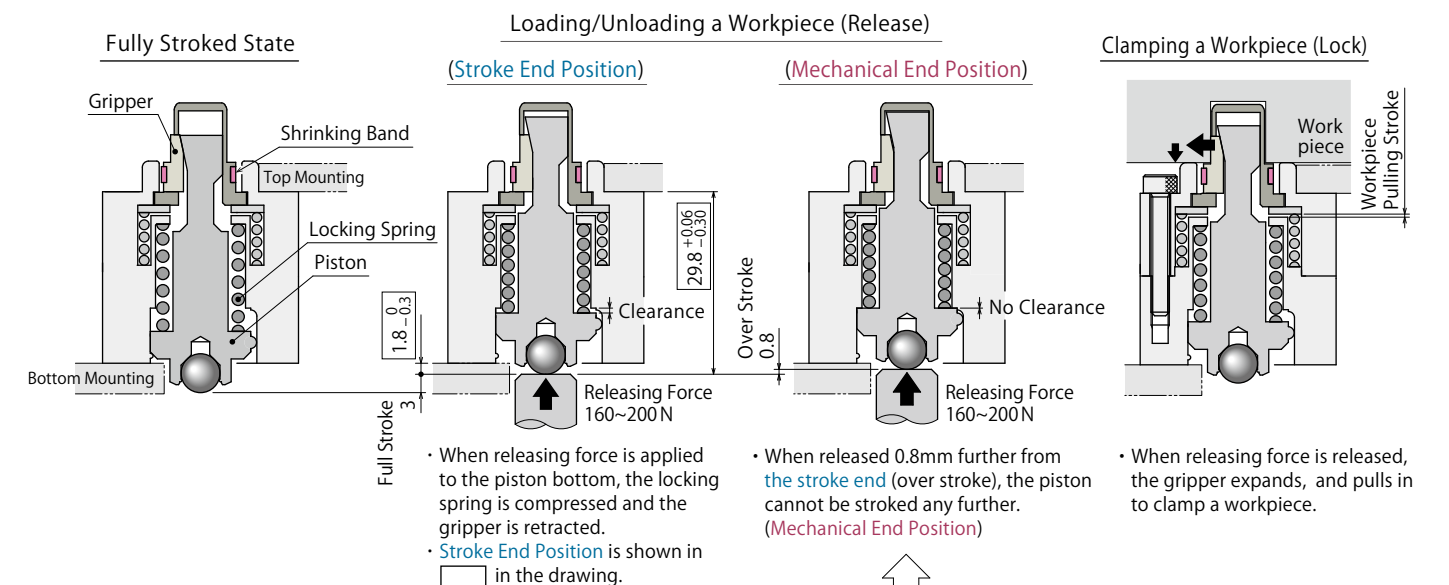 Loading/Unloading a Workpiece (Release)
Fully Stroked State
(Stroke End Position)
(Mechanical End Position)
Clamping a Workpiece (Lock)
Gripper
Shrinking Band
Top Mounting
Locking Spring
Piston
Bottom Mounting
Full Stroke
3
1.8 0 -0.3
29.8 +0.06 -0.30
Clearance
Releasing Force
160~200 N
Over Stroke
0.8
No Clearance
Releasing Force
160~200 N
Work
piece
Workpiece
Pulling Stroke
・When releasing force is applied
to the piston bottom, the locking
spring is compressed and the
gripper is retracted.
・Stroke End Position is shown in
in the drawing.
・When released 0.8mm further from
the stroke end (over stroke), the piston
cannot be stroked any further.
(Mechanical End Position)
・When releasing force is released,
the gripper expands, and pulls in
to clamp a workpiece.